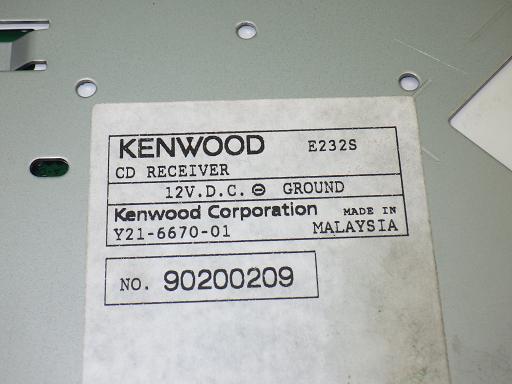 KENWOOD E232S
CD RECEIVER
12V.D.C. ⊖ GROUND
Kenwood Corporation MADE IN
Y21-6670-01 MALAYSIA
NO. 90200209